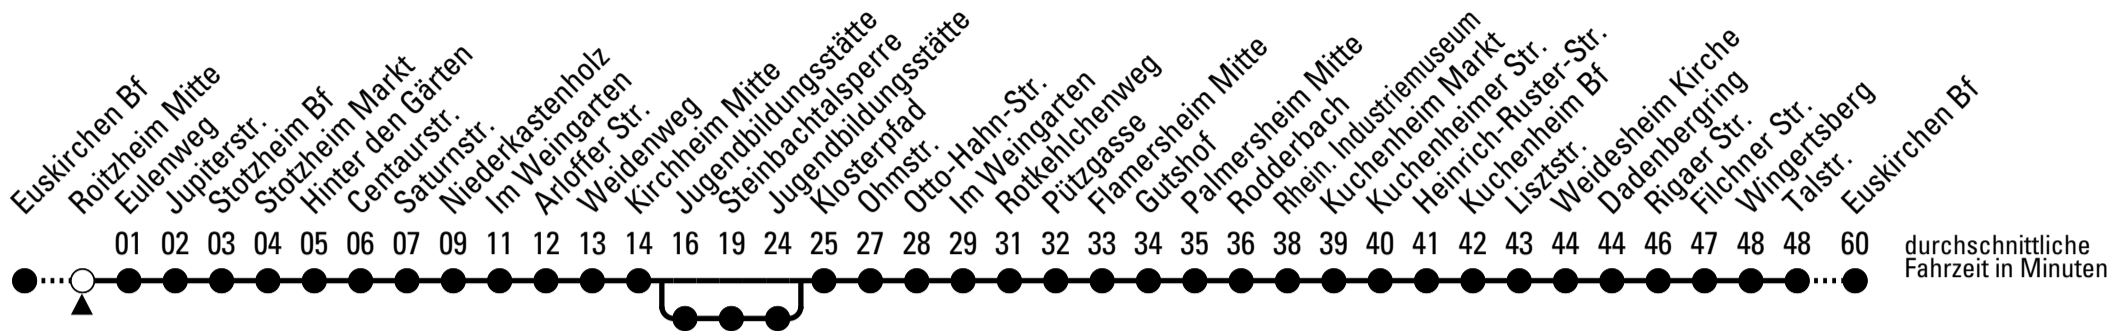 Euskirchen Bf
Roitzheim Mitte
Eulenweg
Jupiterstr.
Stotzheim Bf
Stotzheim Markt
Hinter den Gärten
Centaurstr.
Saturnstr.
Niederkastenholz
Im Weingarten
Arloffer Str.
Weidenweg
Kirchheim Mitte
Jugendbildungsstätte
Steinbachtalsperre
Jugendbildungsstätte
Klosterpfad
Ohmstr.
Otto-Hahn-Str.
Im Weingarten
Rotkehlchenweg
Pützgasse
Flamersheim Mitte
Gutshof
Palmersheim Mitte
Rodderbach
Rhein. Industriemuseum
Kuchenheim Markt
Kuchenheimer Str.
Heinrich-Ruster-Str.
Kuchenheim Bf
Lisztstr.
Weidesheim Kirche
Dadenbergring
Rigaer Str.
Filchner Str.
Wingertsberg
Talstr.
Euskirchen Bf
01 02 03 04 05 06 07 09 11 12 13 14 16 19 24 25 27 28 29 31 32 33 34 35 36 38 39 40 41 42 43 44 44 46 47 48 48 60
durchschnittliche
Fahrzeit in Minuten